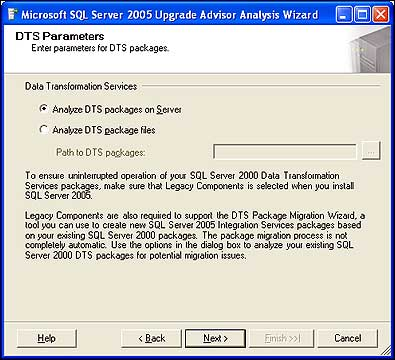 Microsoft SQL Server 2005 Upgrade Advisor Analysis Wizard
DTS Parameters
Enter parameters for DTS packages.
Data Transformation Services
Analyze DTS packages on Server
Analyze DTS package files
Path to DTS packages:
...
To ensure uninterrupted operation of your SQL Server 2000 Data Transformation
Services packages, make sure that Legacy Components is selected when you install
SQL Server 2005.
Legacy Components are also required to support the DTS Package Migration Wizard, a
tool you can use to create new SQL Server 2005 Integration Services packages based
on your existing SQL Server 2000 packages. The package migration process is not
completely automatic. Use the options in the dialog box to analyze your existing SQL
Server 2000 DTS packages for potential migration issues.
Help
< Back
Next >
Finish >>|
Cancel